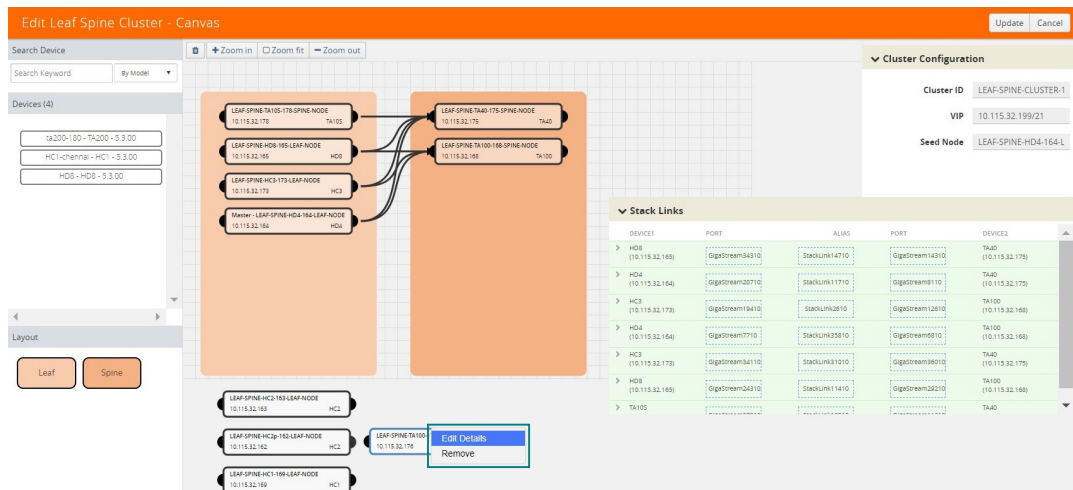 Edit Leaf Spine Cluster - Canvas
Update
Cancel
Search Device
Search Keyword
By Model
Devices (4)
ta200-180 - TA200 - 5.3.00
HC1-chennai - HC1 - 5.3.00
HD8 - HD8 - 5.3.00
Layout
Leaf
Spine
Zoom in
Zoom fit
Zoom out
LEAF-SPINE-TA10S-178-SPINE-NODE
10.115.32.178 TA10S
LEAF-SPINE-HD8-165-LEAF-NODE
10.115.32.165 HD8
LEAF-SPINE-HC3-173-LEAF-NODE
10.115.32.173 HC3
Master - LEAF-SPINE-HD4-164-LEAF-NODE
10.115.32.164 HD4
LEAF-SPINE-TA40-175-SPINE-NODE
10.115.32.175 TA40
LEAF-SPINE-TA100-168-SPINE-NODE
10.115.32.168 TA100
LEAF-SPINE-HC2-163-LEAF-NODE
10.115.32.163 HC2
LEAF-SPINE-HC2p-162-LEAF-NODE
10.115.32.162 HC2
LEAF-SPINE-HC1-169-LEAF-NODE
10.115.32.169 HC1
LEAF-SPINE-TA100-
10.115.32.176
Edit Details
Remove
Cluster Configuration
Cluster ID LEAF-SPINE-CLUSTER-1
VIP 10.115.32.199/21
Seed Node LEAF-SPINE-HD4-164-L
Stack Links
DEVICE1 PORT ALIAS PORT DEVICE2
HD8 (10.115.32.165) GigaStream34310 StackLink14710 GigaStream14310 TA40 (10.115.32.175)
HD4 (10.115.32.164) GigaStream20710 StackLink11710 GigaStream8110 TA40 (10.115.32.175)
HC3 (10.115.32.173) GigaStream19410 StackLink2610 GigaStream12610 TA100 (10.115.32.168)
HD4 (10.115.32.164) GigaStream7710 StackLink35810 GigaStream6810 TA100 (10.115.32.168)
HC3 (10.115.32.173) GigaStream34110 StackLink31010 GigaStream36010 TA40 (10.115.32.175)
HD8 (10.115.32.165) GigaStream24310 StackLink11410 GigaStream29210 TA100 (10.115.32.168)
TA10S TA40